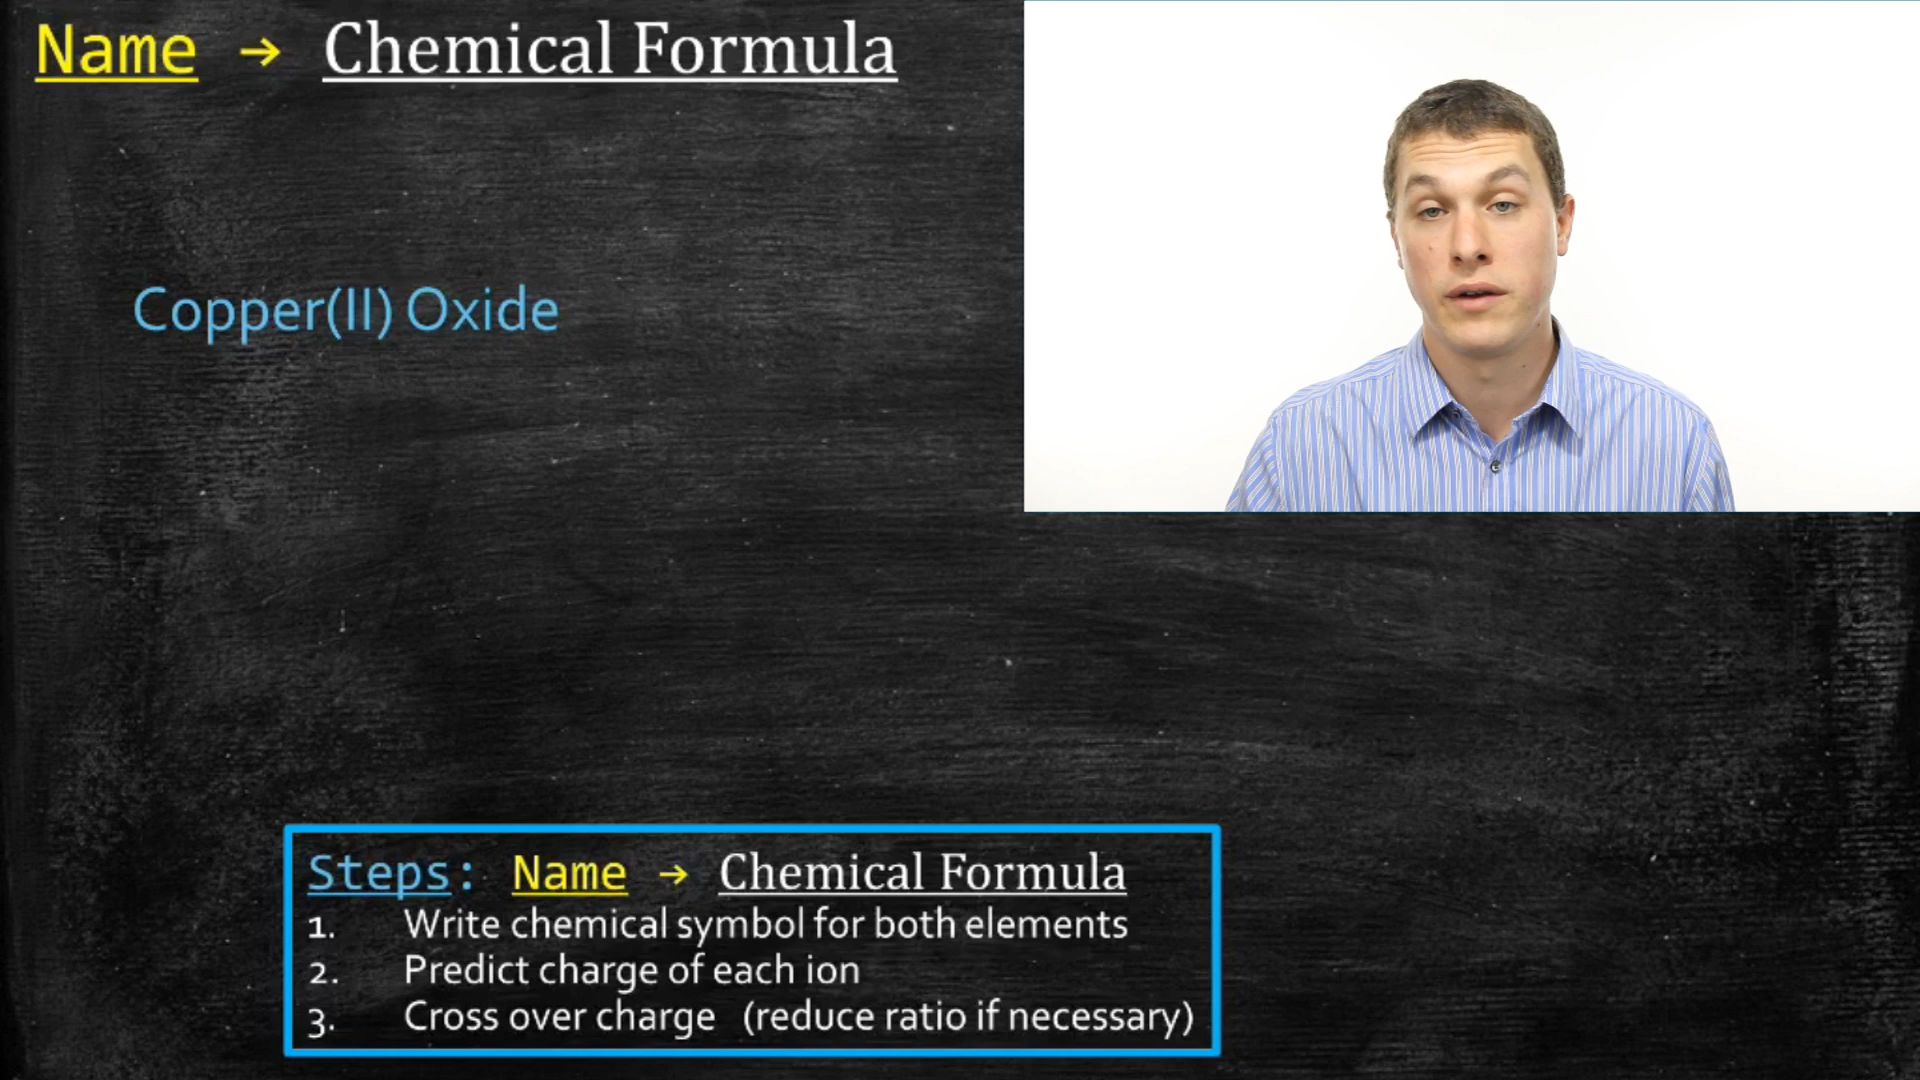 Name → Chemical Formula
Copper(II) Oxide
Steps: Name → Chemical Formula
1. Write chemical symbol for both elements
2. Predict charge of each ion
3. Cross over charge (reduce ratio if necessary)